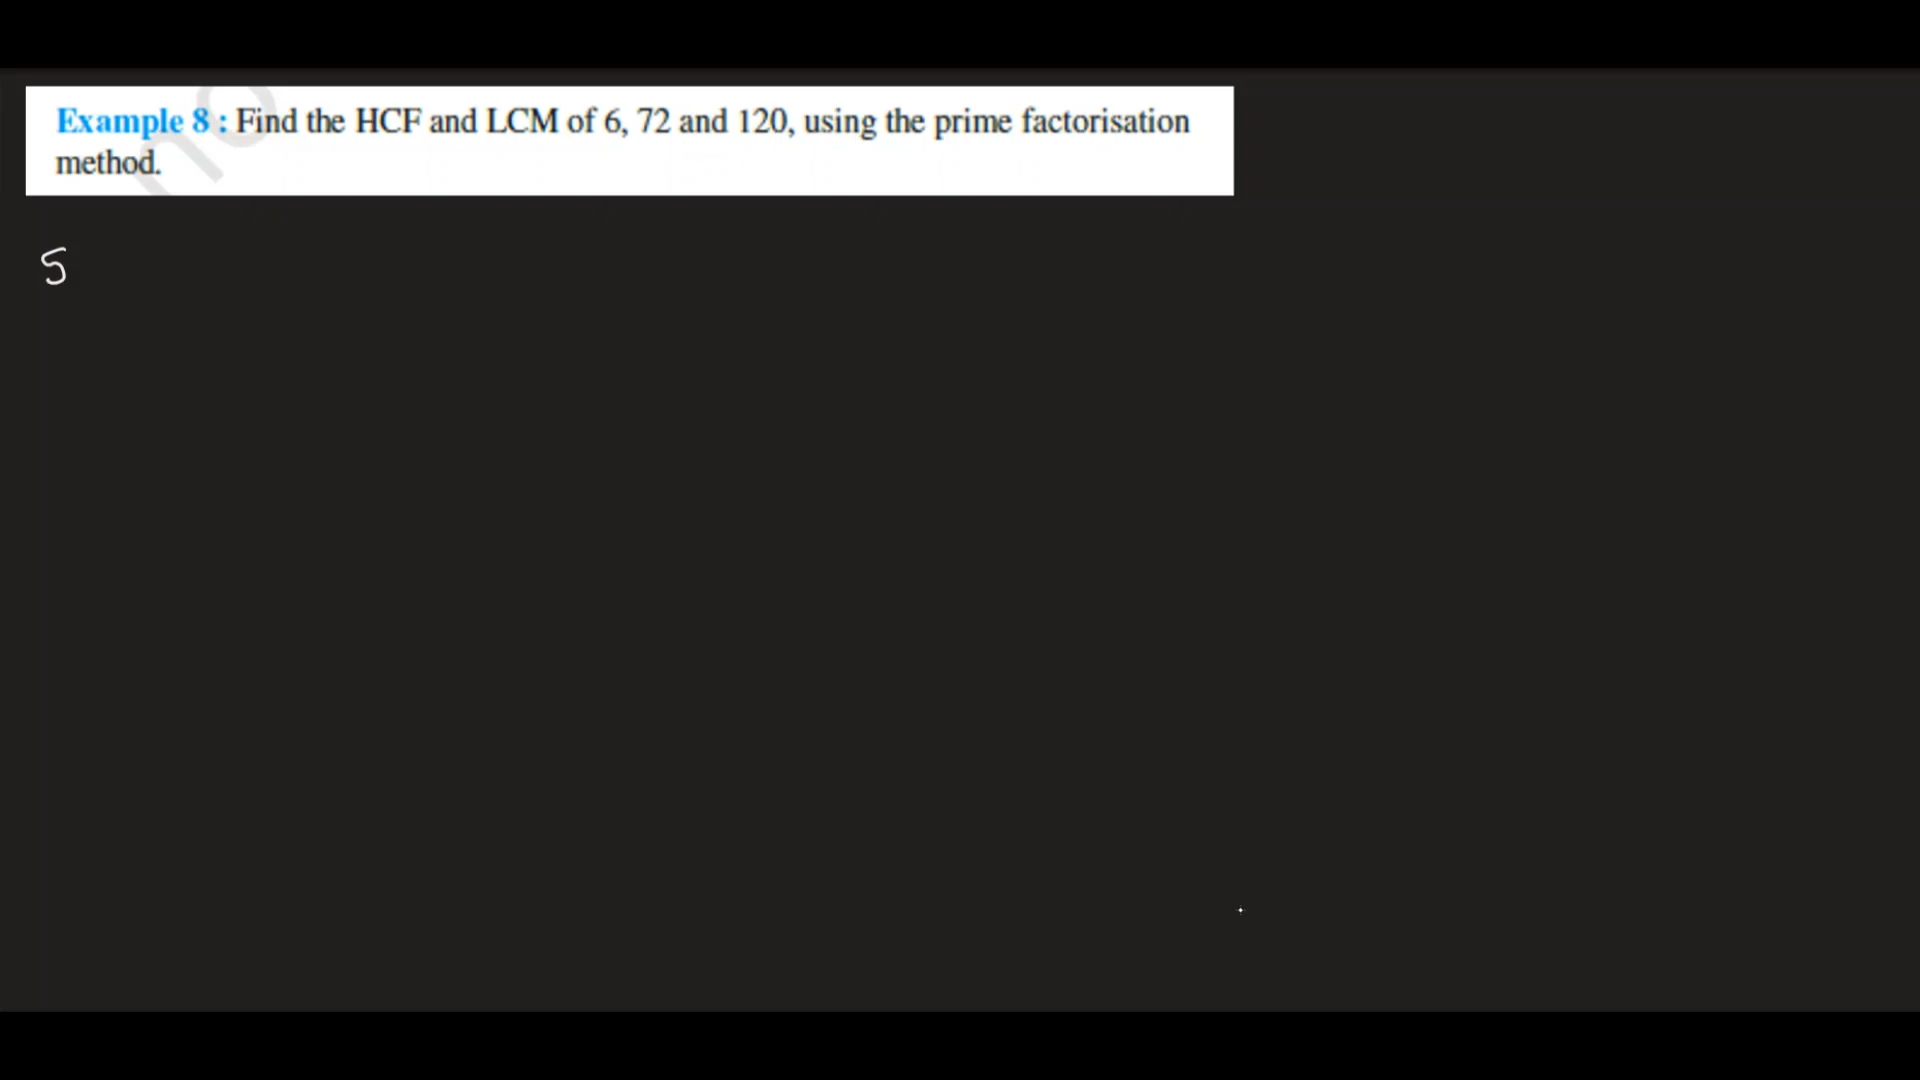 Example 8 : Find the HCF and LCM of 6, 72 and 120, using the prime factorisation
method.
S